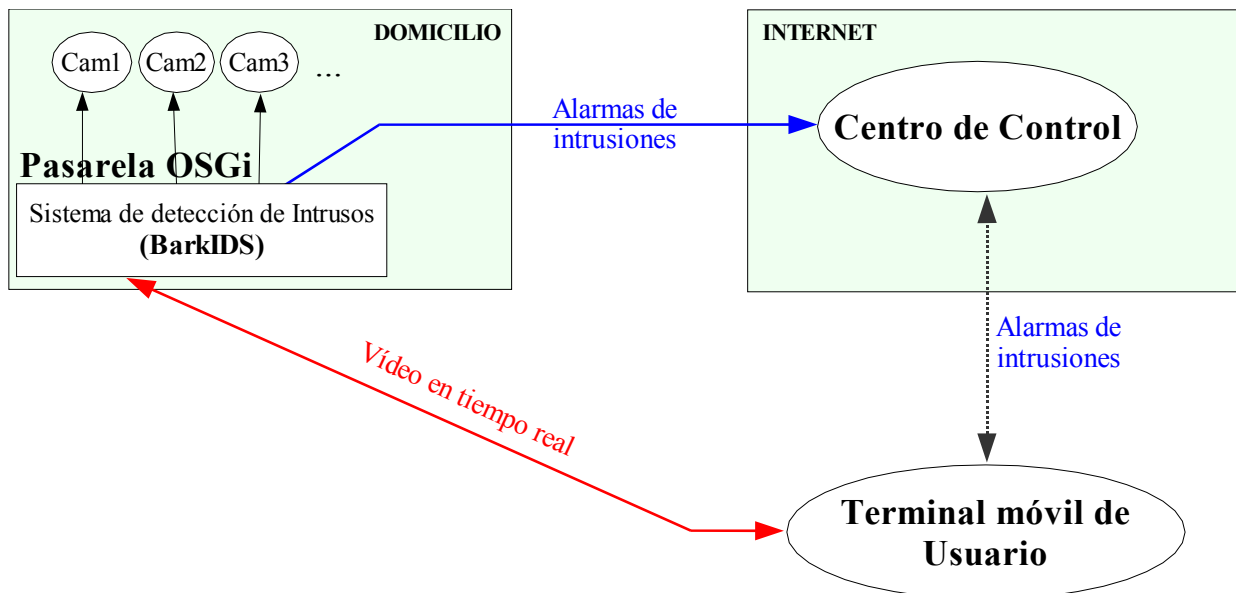 DOMICILIO
INTERNET
Cam1
Cam2
Cam3
...
Alarmas de
intrusiones
Centro de Control
Pasarela OSGi
Sistema de detección de Intrusos
(BarkIDS)
Alarmas de
intrusiones
Vídeo en tiempo real
Terminal móvil de
Usuario